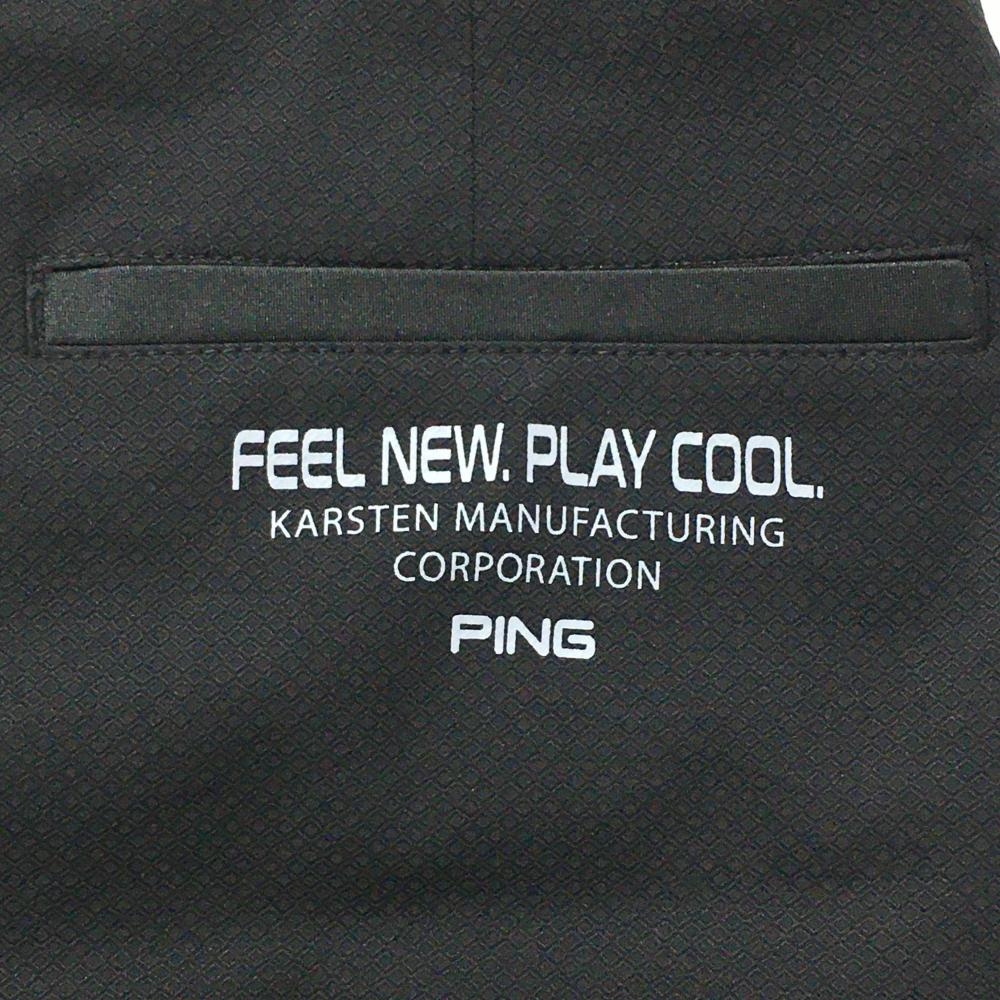 FEEL NEW. PLAY COOL.
KARSTEN MANUFACTURING
CORPORATION
PING